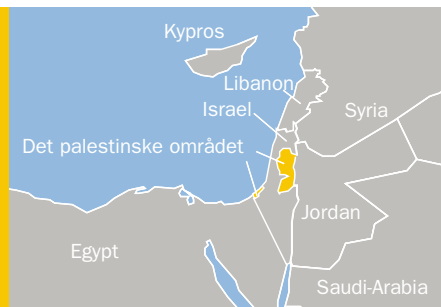 Kypros
Libanon
Israel
Syria
Det palestinske området
Jordan
Egypt
Saudi-Arabia